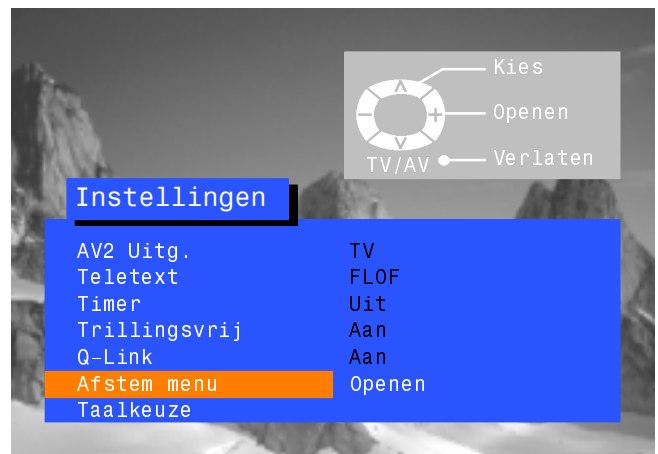 Kies
Openen
TV/AV Verlaten
Instellingen
AV2 Uitg. TV
Teletext FLOF
Timer Uit
Trillingsvrij Aan
Q-Link Aan
Afstem menu Openen
Taalkeuze